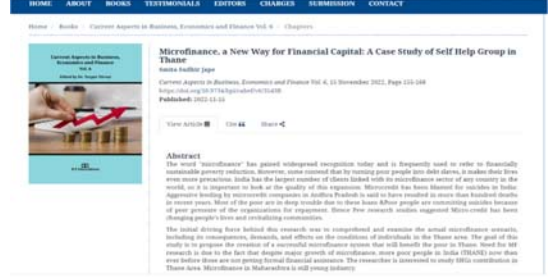 HOME ABOUT BOOKS TESTIMONIALS EDITORS CHARGES SUBMISSION CONTACT
Home / Books / Current Aspects in Business, Economics and Finance Vol. 6 / Chapters
Current Aspects in Business,
Economics and Finance
Vol. 6
Microfinance, a New Way for Financial Capital: A Case Study of Self Help Group in
Thane
Smita Sudhir Jape
Current Aspects in Business, Economics and Finance Vol. 6, 15 November 2022, Page 155-168
Published: 2022-11-15
View Article Cite Share
Abstract
The word "microfinance" has gained widespread recognition today and is frequently used to refer to financially
sustainable poverty reduction. However, some contend that by turning poor people into debt slaves, it makes their lives
even more precarious. India has the largest number of clients linked with its microfinance sector of any country in the
world, so it is important to look at the quality of this expansion. Microcredit has been blasted for suicides in India:
Aggressive lending by microcredit companies in Andhra Pradesh is said to have resulted in more than hundred deaths
in recent years. Most of the poor are in deep trouble due to these loans &Poor people are committing suicides because
of peer pressure of the organizations for repayment. Hence Few research studies suggested Micro-credit has been
changing people's lives and revitalizing communities.
The initial driving force behind this research was to comprehend and examine the actual microfinance scenario,
including its consequences, demands, and effects on the conditions of individuals in the Thane area. The goal of this
study is to propose the creation of a successful microfinance system that will benefit the poor in Thane. Need for MF
research is due to the fact that despite major growth of microfinance, more poor people in India (THANE) now than
ever before those are not getting formal financial assistance. The researcher is interested to study SHGs contribution in
Thane Area. Microfinance in Maharashtra is still young industry.